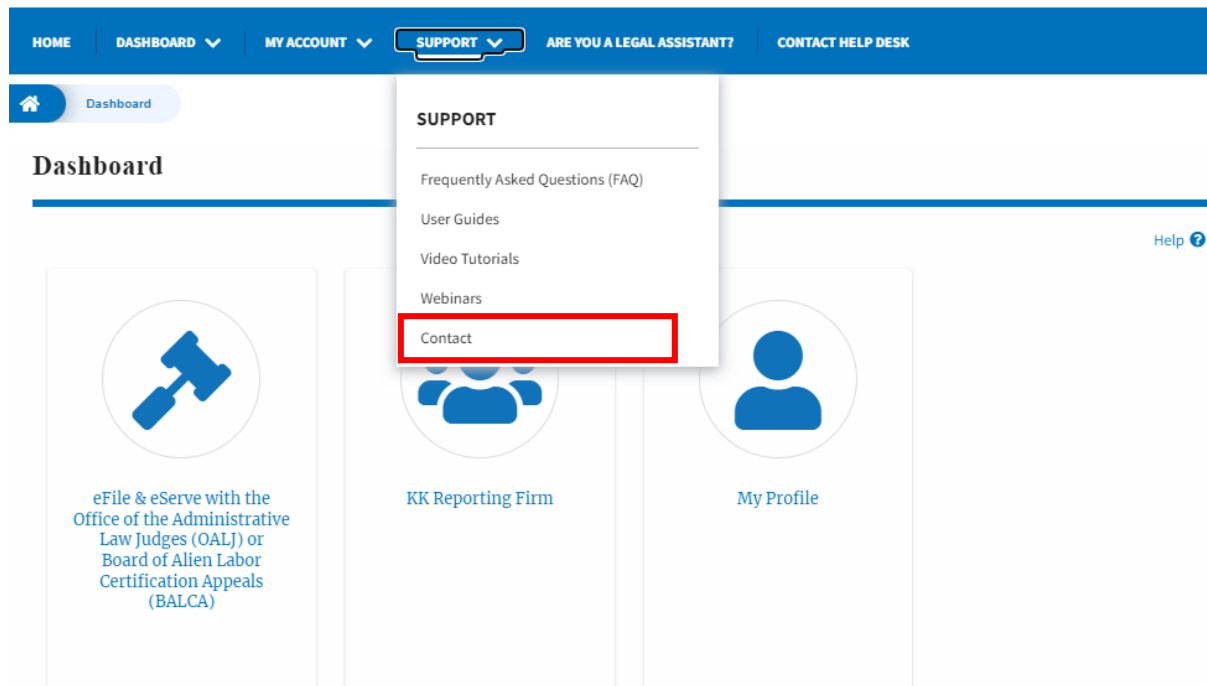 HOME DASHBOARD MY ACCOUNT SUPPORT ARE YOU A LEGAL ASSISTANT? CONTACT HELP DESK
Dashboard
SUPPORT
Dashboard
Frequently Asked Questions (FAQ)
User Guides
Help
Video Tutorials
Webinars
Contact
eFile & eServe with the
Office of the Administrative
Law Judges (OALJ) or
Board of Alien Labor
Certification Appeals
(BALCA)
KK Reporting Firm
My Profile